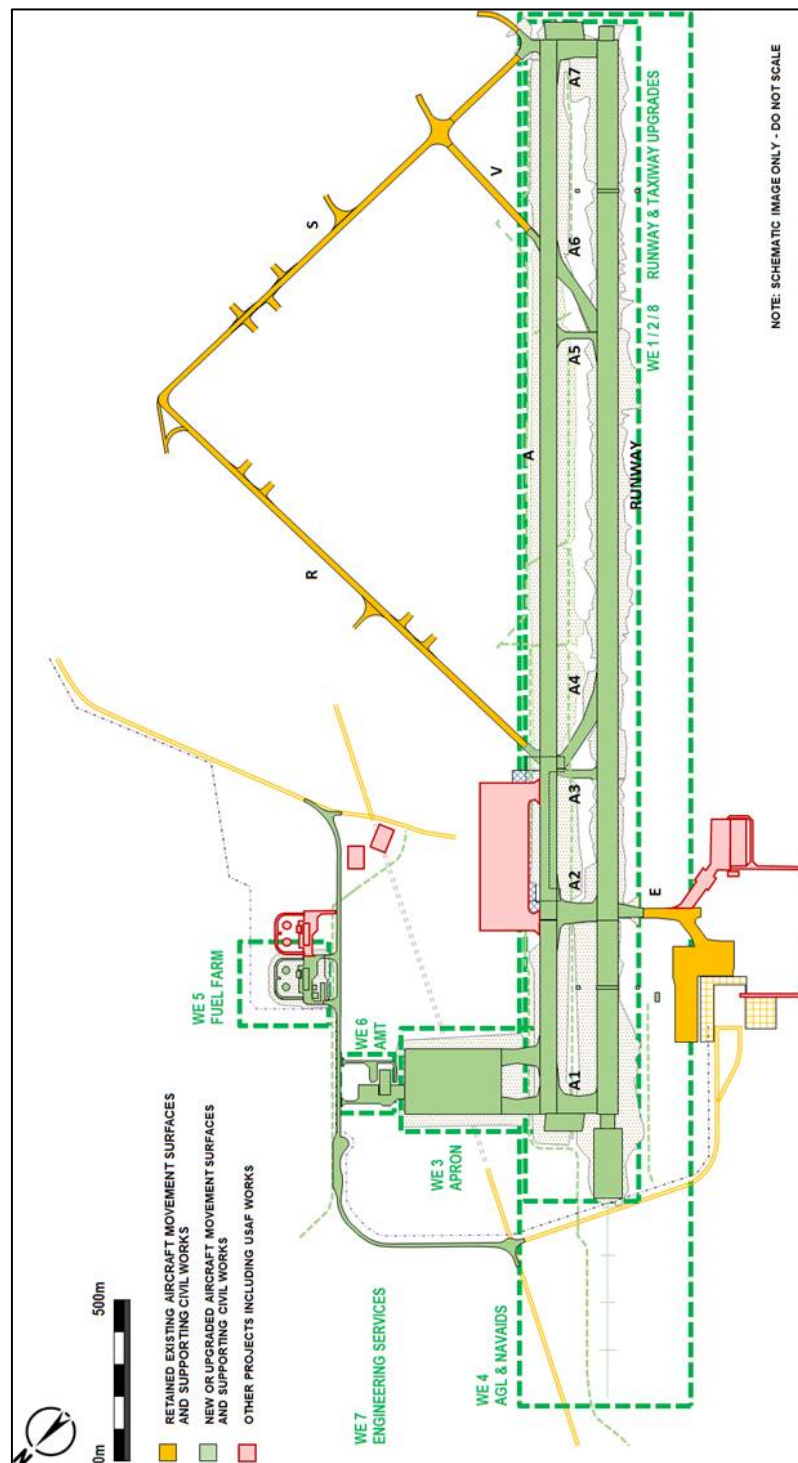 N
0m
500m
RETAINED EXISTING AIRCRAFT MOVEMENT SURFACES
AND SUPPORTING CIVIL WORKS
NEW OR UPGRADED AIRCRAFT MOVEMENT SURFACES
AND SUPPORTING CIVIL WORKS
OTHER PROJECTS INCLUDING USAF WORKS
WE 7
ENGINEERING SERVICES
WE 5
FUEL FARM
WE 6
AMT
WE 3
APRON
WE 4
AGL & NAVAIDS
R
S
V
A
A1
A2
A3
A4
A5
A6
A7
RUNWAY
E
WE 1 / 2 / 8 RUNWAY & TAXIWAY UPGRADES
NOTE: SCHEMATIC IMAGE ONLY - DO NOT SCALE